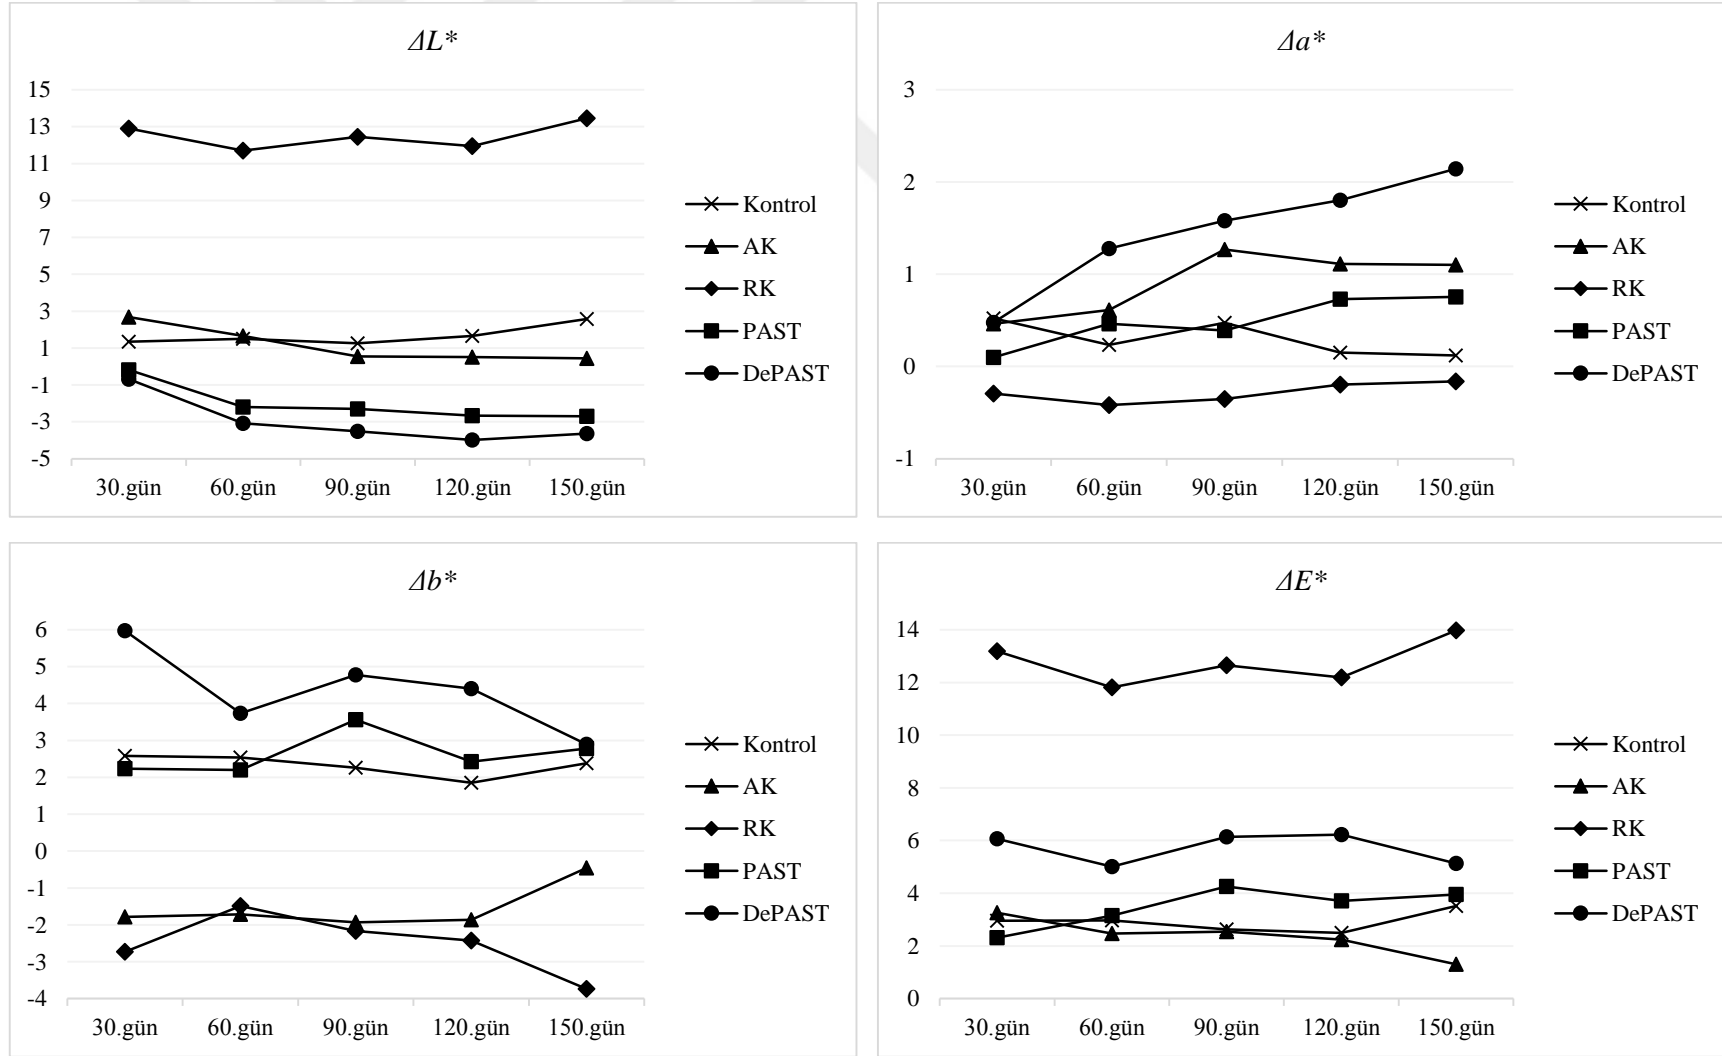 ΔL*
15
13
11
9
7
5
3
1
-1
-3
-5
30.gün 60.gün 90.gün 120.gün 150.gün
Kontrol
AK
RK
PAST
DePAST
Δa*
3
2
1
0
-1
30.gün 60.gün 90.gün 120.gün 150.gün
Kontrol
AK
RK
PAST
DePAST
Δb*
6
5
4
3
2
1
0
-1
-2
-3
-4
30.gün 60.gün 90.gün 120.gün 150.gün
Kontrol
AK
RK
PAST
DePAST
ΔE*
14
12
10
8
6
4
2
0
30.gün 60.gün 90.gün 120.gün 150.gün
Kontrol
AK
RK
PAST
DePAST